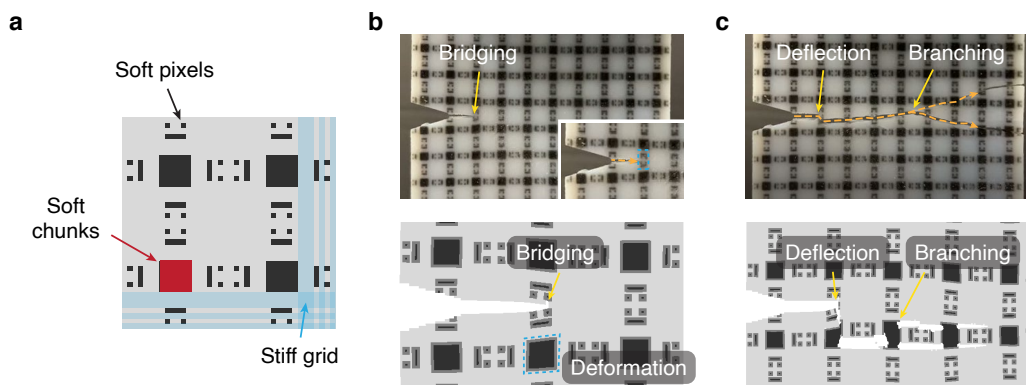 a
Soft pixels
Soft
chunks
Stiff grid
b
Bridging
Bridging
Deformation
c
Deflection
Branching
Deflection
Branching